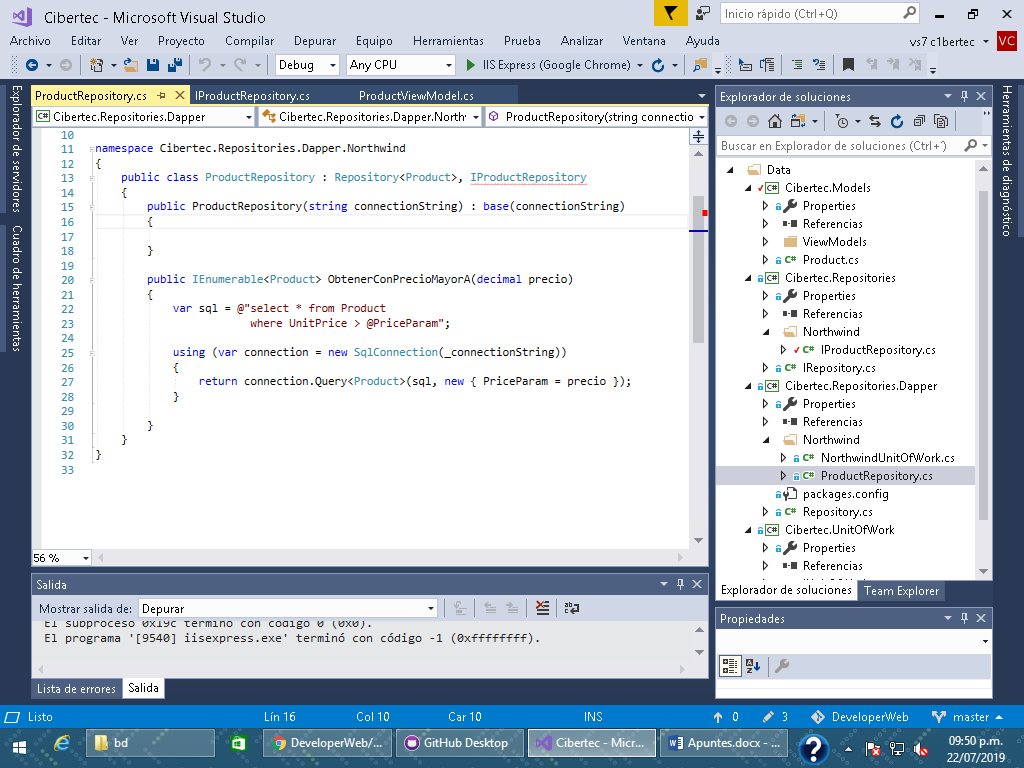 Cibertec - Microsoft Visual Studio
Inicio rápido (Ctrl+Q)
Archivo Editar Ver Proyecto Compilar Depurar Equipo Herramientas Prueba Analizar Ventana Ayuda
vs7 c1bertec VC
Debug Any CPU IIS Express (Google Chrome)
Explorador de servidores
Cuadro de herramientas
ProductRepository.cs IProductRepository.cs ProductViewModel.cs
Cibertec.Repositories.Dapper Cibertec.Repositories.Dapper.North ProductRepository(string connectio
10
11 namespace Cibertec.Repositories.Dapper.Northwind
12 {
13 public class ProductRepository : Repository<Product>, IProductRepository
14 {
15 public ProductRepository(string connectionString) : base(connectionString)
16 {
17
18 }
19
20 public IEnumerable<Product> ObtenerConPrecioMayorA(decimal precio)
21 {
22 var sql = @"select * from Product
23 where UnitPrice > @PriceParam";
24
25 using (var connection = new SqlConnection(_connectionString))
26 {
27 return connection.Query<Product>(sql, new { PriceParam = precio });
28 }
29
30 }
31 }
32 }
33
56 %
Salida
Mostrar salida de: Depurar
El subproceso 0x19c terminó con código 0 (0x0).
El programa '[9540] iisexpress.exe' terminó con código -1 (0xffffffff).
Lista de errores Salida
Explorador de soluciones
Buscar en Explorador de soluciones (Ctrl+´)
Data
Cibertec.Models
Properties
Referencias
ViewModels
Product.cs
Cibertec.Repositories
Properties
Referencias
Northwind
IProductRepository.cs
IRepository.cs
Cibertec.Repositories.Dapper
Properties
Referencias
Northwind
NorthwindUnitOfWork.cs
ProductRepository.cs
packages.config
Repository.cs
Cibertec.UnitOfWork
Properties
Referencias
Explorador de soluciones Team Explorer
Propiedades
Herramientas de diagnóstico
Listo Lín 16 Col 10 Car 10 INS 0 3 DeveloperWeb master
bd DeveloperWeb/... GitHub Desktop Cibertec - Micr... Apuntes.docx - ...
09:50 p.m.
22/07/2019